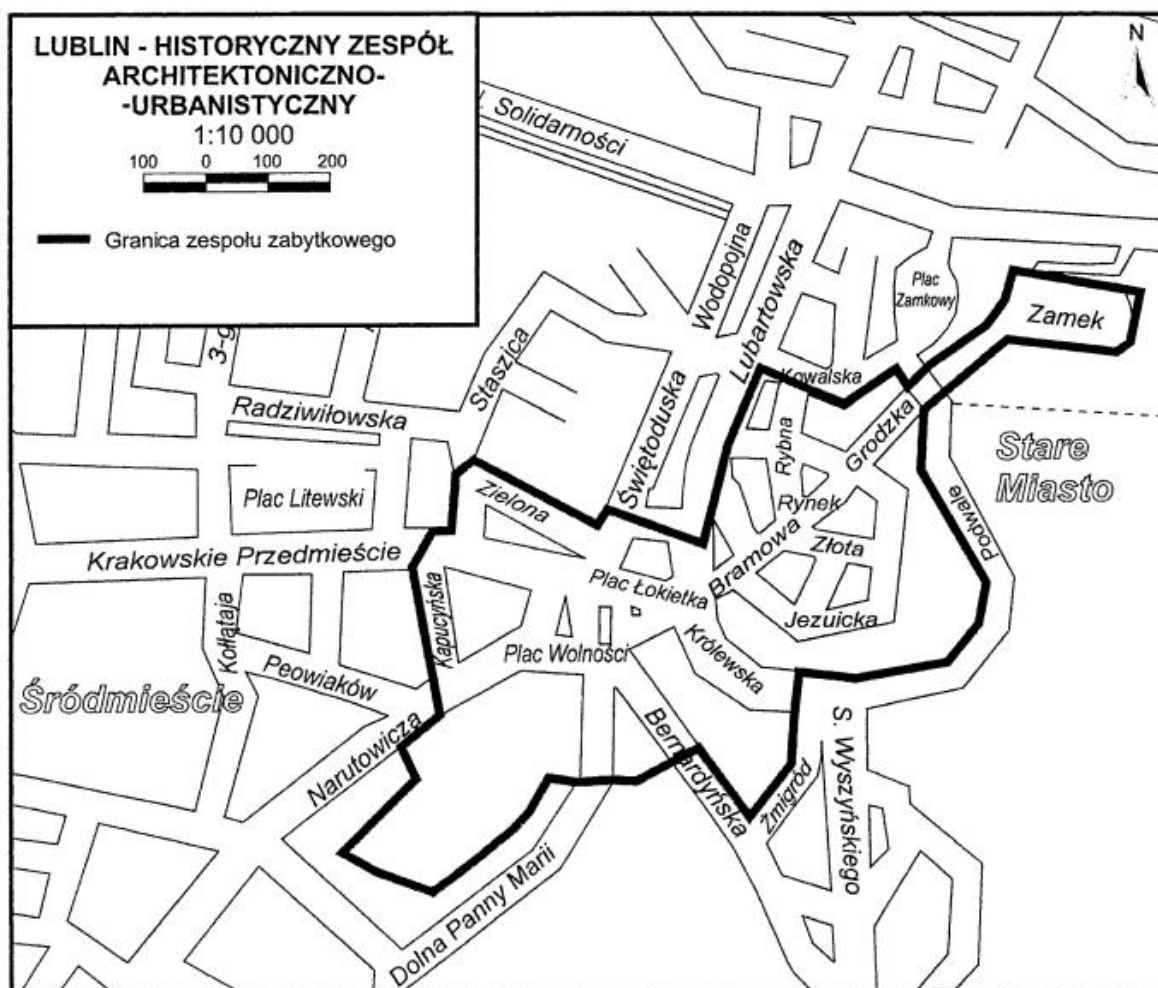 LUBLIN - HISTORYCZNY ZESPÓŁ
ARCHITEKTONICZNO-
-URBANISTYCZNY
1:10 000
100 0 100 200
Granica zespołu zabytkowego
N
l. Solidarności
Wodopojna
Lubartowska
Plac
Zamkowy
Zamek
3-9
Staszica
Radziwiłowska
Świętoduska
Kowalska
Rybna
Grodzka
Stare
Miasto
Podwale
Plac Litewski
Zielona
Rynek
Krakowskie Przedmieście
Bramowa
Złota
Plac Łokietka
Jezuicka
Kapucyńska
Kołłątaja
Królewska
Plac Wolności
Peowiaków
Śródmieście
Narutowicza
Bernardyńska
Żmigród
S. Wyszyńskiego
Dolna Panny Marii